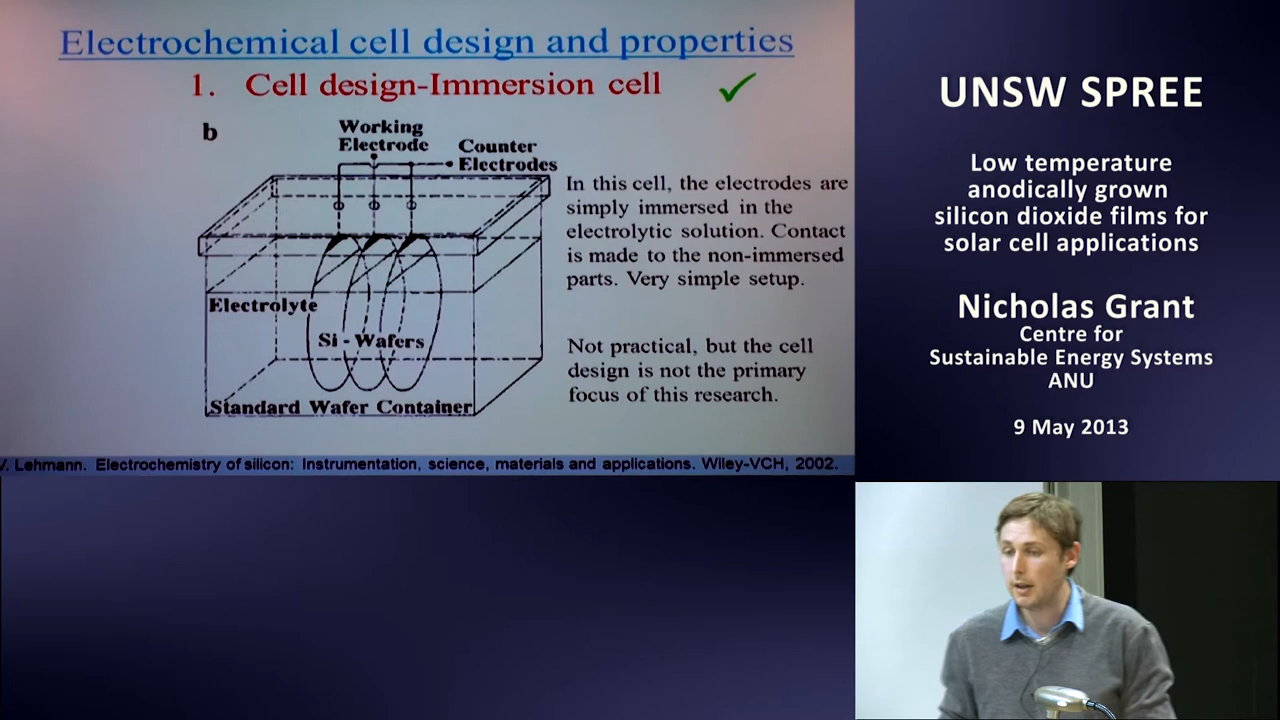 Electrochemical cell design and properties
1. Cell design-Immersion cell
b
Working
Electrode
Counter
Electrodes
Electrolyte
Si - Wafers
Standard Wafer Container
In this cell, the electrodes are
simply immersed in the
electrolytic solution. Contact
is made to the non-immersed
parts. Very simple setup.
Not practical, but the cell
design is not the primary
focus of this research.
V. Lehmann. Electrochemistry of silicon: Instrumentation, science, materials and applications. Wiley-VCH, 2002.
UNSW SPREE
Low temperature
anodically grown
silicon dioxide films for
solar cell applications
Nicholas Grant
Centre for
Sustainable Energy Systems
ANU
9 May 2013